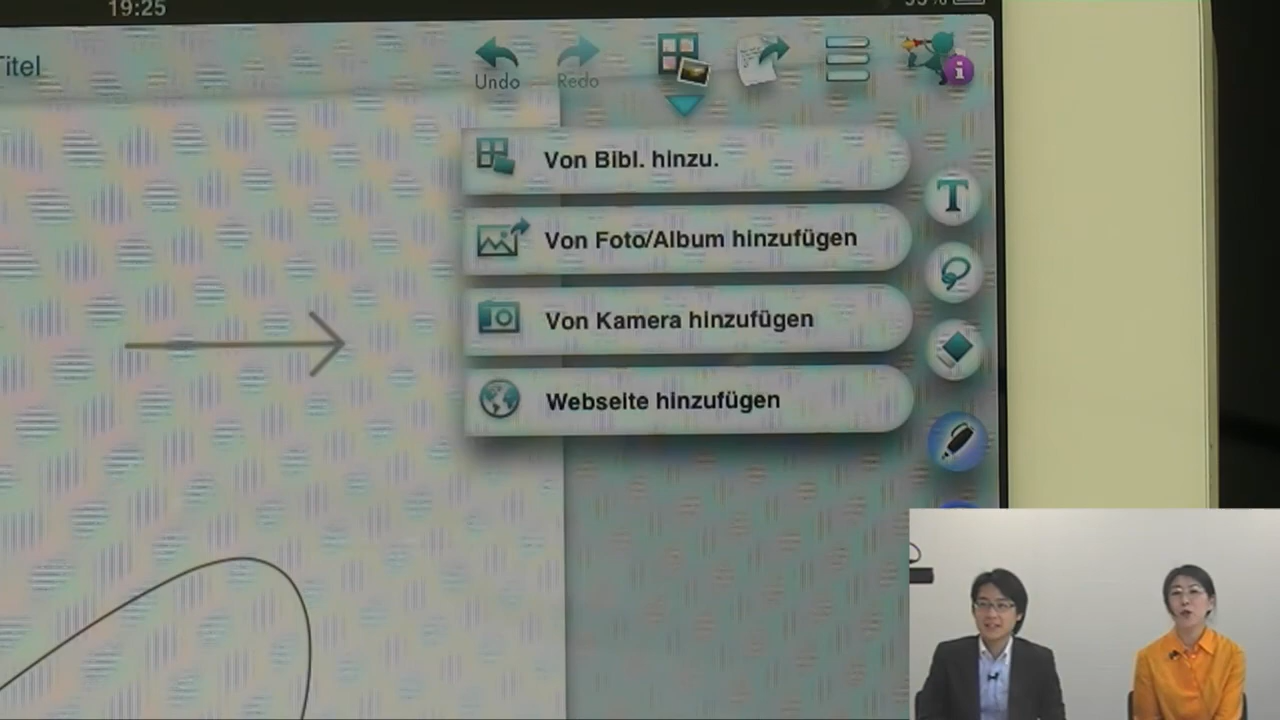 19:25
Titel
Undo
Redo
Von Bibl. hinzu.
Von Foto/Album hinzufügen
Von Kamera hinzufügen
Webseite hinzufügen
T
i